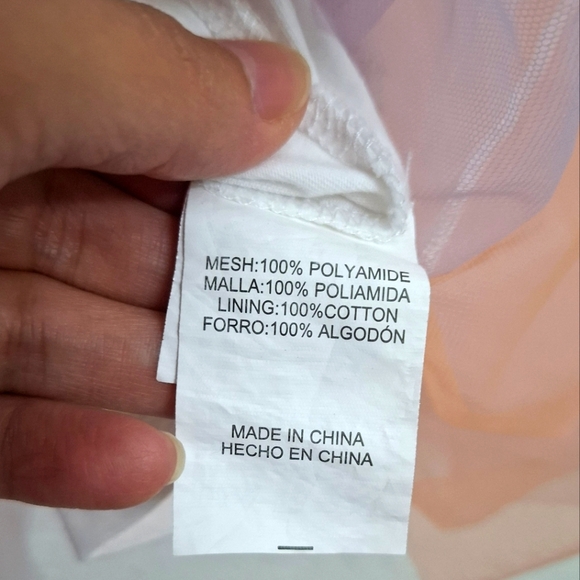 MESH:100% POLYAMIDE
MALLA:100% POLIAMIDA
LINING:100%COTTON
FORRO:100% ALGODÓN
MADE IN CHINA
HECHO EN CHINA